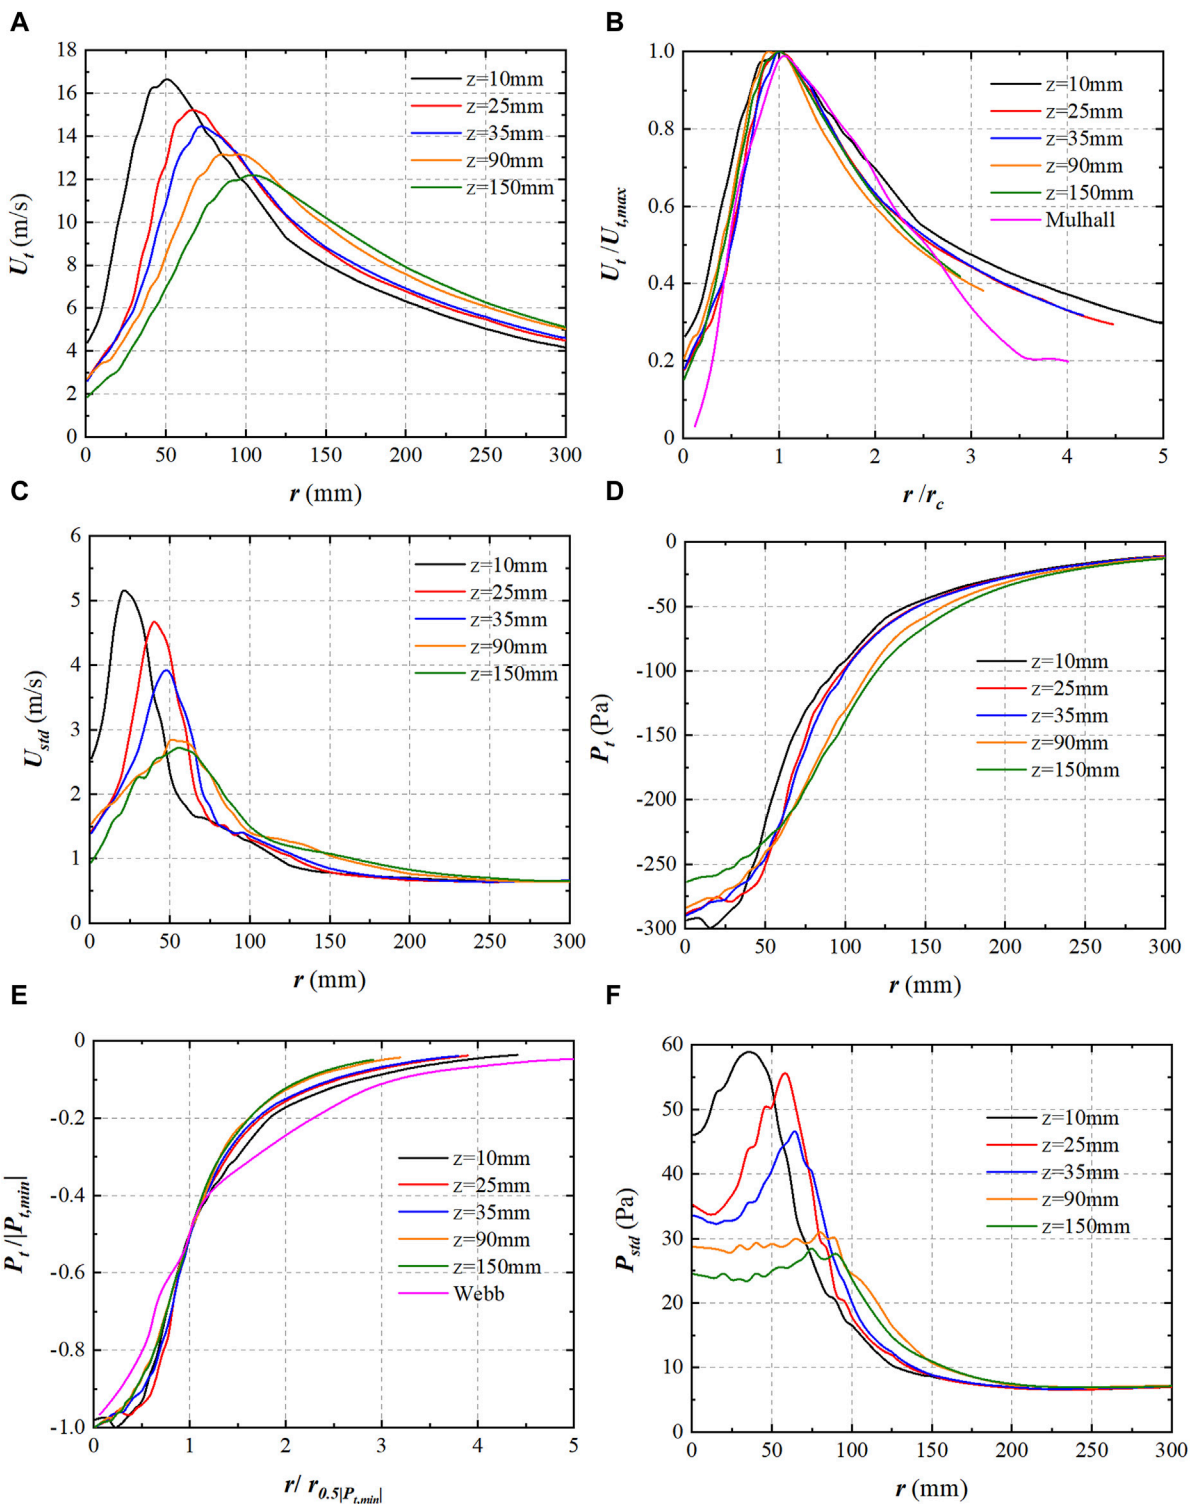 A
18
16
14
12
10
8
6
4
2
0
U_t (m/s)
0 50 100 150 200 250 300
r (mm)
z=10mm
z=25mm
z=35mm
z=90mm
z=150mm
B
1.0
0.8
0.6
0.4
0.2
0
U_t /U_t,max
0 1 2 3 4 5
r /r_c
z=10mm
z=25mm
z=35mm
z=90mm
z=150mm
Mulhall
C
6
5
4
3
2
1
0
U_std (m/s)
0 50 100 150 200 250 300
r (mm)
z=10mm
z=25mm
z=35mm
z=90mm
z=150mm
D
0
-50
-100
-150
-200
-250
-300
P_t (Pa)
0 50 100 150 200 250 300
r (mm)
z=10mm
z=25mm
z=35mm
z=90mm
z=150mm
E
0
-0.2
-0.4
-0.6
-0.8
-1.0
P_t /|P_t,min|
0 1 2 3 4 5
r/ r_0.5|P_t,min|
z=10mm
z=25mm
z=35mm
z=90mm
z=150mm
Webb
F
60
50
40
30
20
10
0
P_std (Pa)
0 50 100 150 200 250 300
r (mm)
z=10mm
z=25mm
z=35mm
z=90mm
z=150mm